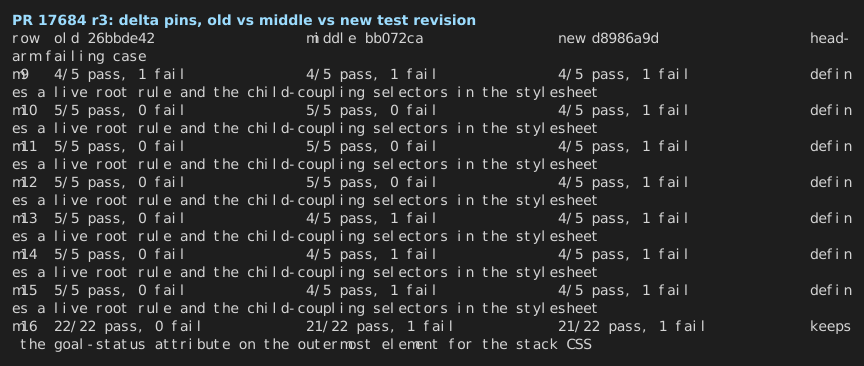 PR 17684 r3: delta pins, old vs middle vs new test revision
row old 26bbde42 middle bb072ca new d8986a9d head-
arm failing case
m9 4/5 pass, 1 fail 4/5 pass, 1 fail 4/5 pass, 1 fail defin
es a live root rule and the child-coupling selectors in the stylesheet
m10 5/5 pass, 0 fail 5/5 pass, 0 fail 4/5 pass, 1 fail defin
es a live root rule and the child-coupling selectors in the stylesheet
m11 5/5 pass, 0 fail 5/5 pass, 0 fail 4/5 pass, 1 fail defin
es a live root rule and the child-coupling selectors in the stylesheet
m12 5/5 pass, 0 fail 5/5 pass, 0 fail 4/5 pass, 1 fail defin
es a live root rule and the child-coupling selectors in the stylesheet
m13 5/5 pass, 0 fail 4/5 pass, 1 fail 4/5 pass, 1 fail defin
es a live root rule and the child-coupling selectors in the stylesheet
m14 5/5 pass, 0 fail 4/5 pass, 1 fail 4/5 pass, 1 fail defin
es a live root rule and the child-coupling selectors in the stylesheet
m15 5/5 pass, 0 fail 4/5 pass, 1 fail 4/5 pass, 1 fail defin
es a live root rule and the child-coupling selectors in the stylesheet
m16 22/22 pass, 0 fail 21/22 pass, 1 fail 21/22 pass, 1 fail keeps
the goal-status attribute on the outermost element for the stack CSS